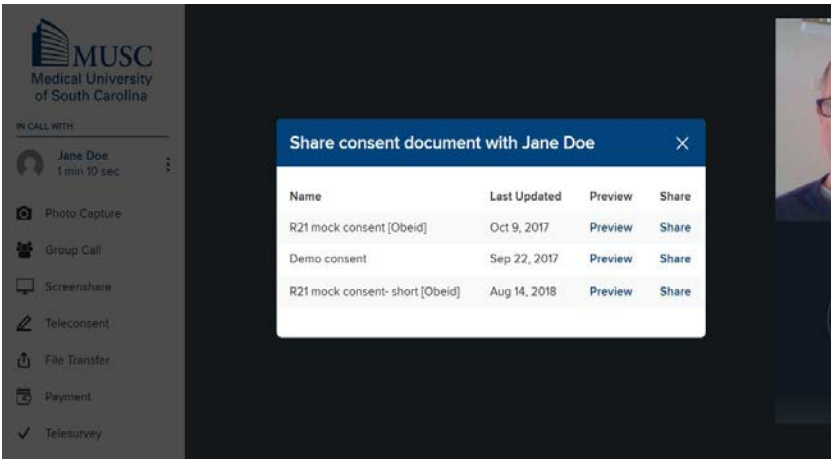 MUSC
Medical University
of South Carolina
IN CALL WITH
Jane Doe
1 min 10 sec
Photo Capture
Group Call
Screenshare
Teleconsent
File Transfer
Payment
Telesurvey
Share consent document with Jane Doe
Name Last Updated Preview Share
R21 mock consent [Obeid] Oct 9, 2017 Preview Share
Demo consent Sep 22, 2017 Preview Share
R21 mock consent- short [Obeid] Aug 14, 2018 Preview Share